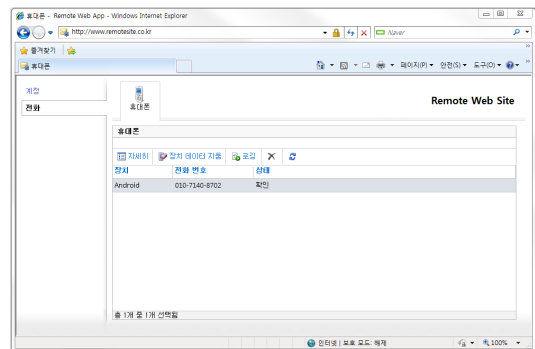 휴대폰 - Remote Web App - Windows Internet Explorer
http://www.remotesite.co.kr
Naver
즐겨찾기
휴대폰
페이지(P) 안전(S) 도구(O)
계정
전화
휴대폰
Remote Web Site
휴대폰
자세히 장치 데이터 지움 로깅
장치 전화 번호 상태
Android 010-7140-8702 확인
총 1개 중 1개 선택됨
인터넷 | 보호 모드: 해제
100%